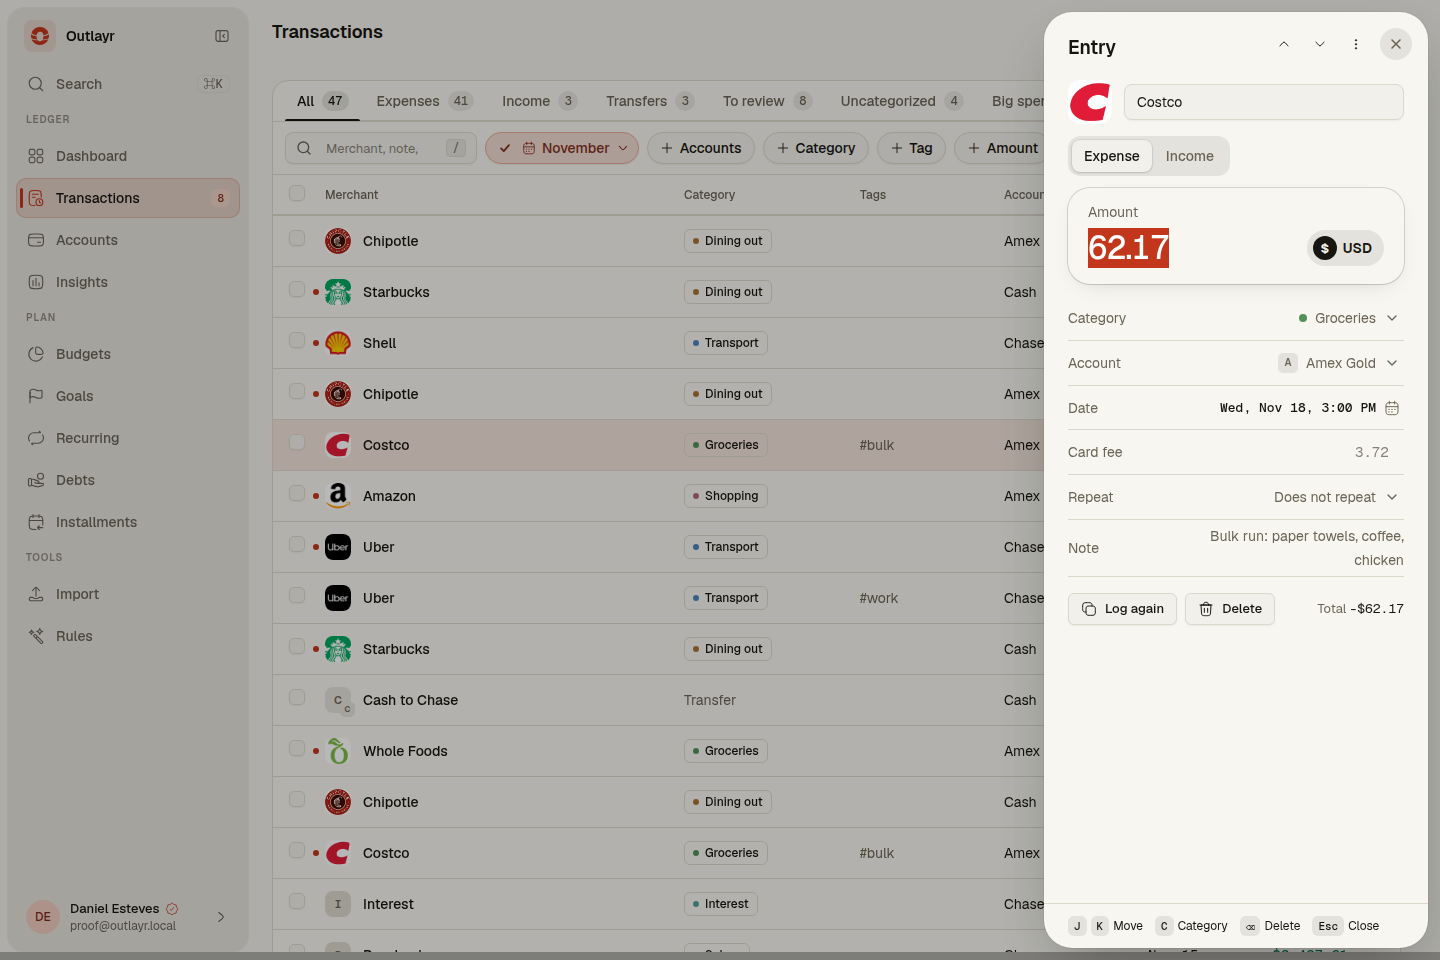 Outlayr
Search ⌘K
LEDGER
Dashboard
Transactions 8
Accounts
Insights
PLAN
Budgets
Goals
Recurring
Debts
Installments
TOOLS
Import
Rules
DE Daniel Esteves
proof@outlayr.local
Transactions
All 47 Expenses 41 Income 3 Transfers 3 To review 8 Uncategorized 4 Big spen
Merchant, note, / November Accounts Category Tag Amount
Merchant Category Tags Accoun
Chipotle Dining out Amex
Starbucks Dining out Cash
Shell Transport Chase
Chipotle Dining out Amex
Costco Groceries #bulk Amex
a Amazon Shopping Amex
Uber Uber Transport Chase
Uber Uber Transport #work Chase
Starbucks Dining out Cash
C C Cash to Chase Transfer Cash
Whole Foods Groceries Amex
Chipotle Dining out Cash
Costco Groceries #bulk Amex
I Interest Interest Chase
Entry
Costco
Expense Income
Amount
62.17 $ USD
Category Groceries
Account A Amex Gold
Date Wed, Nov 18, 3:00 PM
Card fee 3.72
Repeat Does not repeat
Note Bulk run: paper towels, coffee,
chicken
Log again Delete Total -$62.17
J K Move C Category ⌫ Delete Esc Close